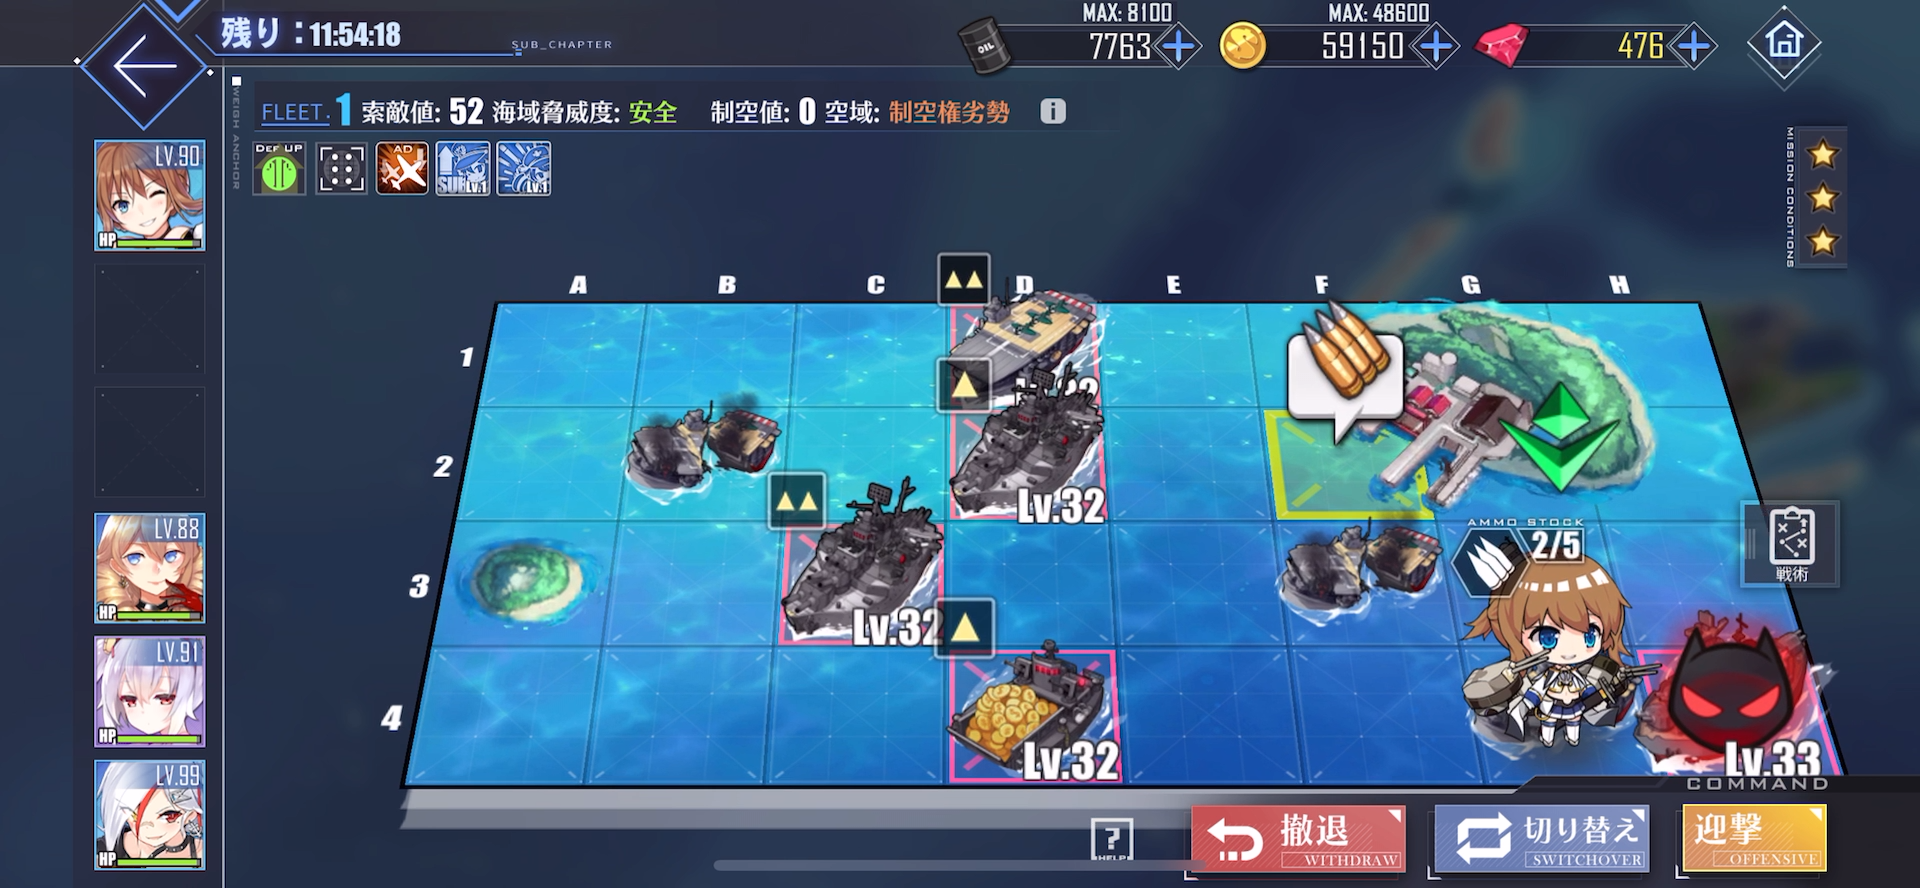 残り：11:54:18
SUB_CHAPTER
MAX: 8100
7763
MAX: 48600
59150
476
OIL
WEIGH ANCHOR
FLEET. 1 索敵値: 52 海域脅威度: 安全 制空値: 0 空域: 制空権劣勢
DEF UP
AD
SUB LV.1
LV.1
MISSION CONDITIONS
LV.90
HP
LV.88
HP
LV.91
HP
LV.99
HP
A B C D E F G H
1
2
3
4
Lv.32
Lv.32
Lv.32
AMMO STOCK
2/5
戦術
Lv.33
COMMAND
?
HELP
撤退
WITHDRAW
切り替え
SWITCHOVER
迎撃
OFFENSIVE